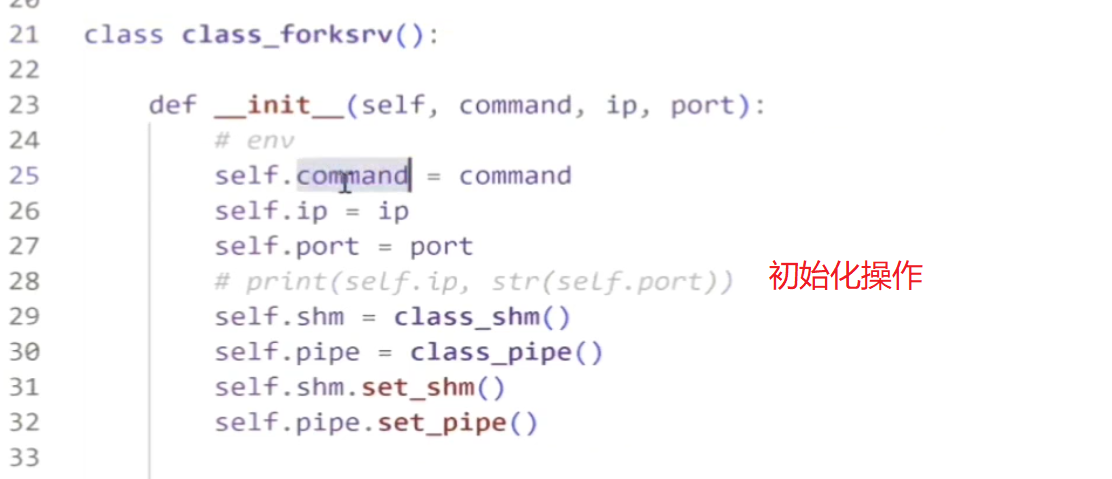 21 class class_forksrv():
22
23 def __init__(self, command, ip, port):
24 # env
25 self.command = command
26 self.ip = ip
27 self.port = port
28 # print(self.ip, str(self.port)) 初始化操作
29 self.shm = class_shm()
30 self.pipe = class_pipe()
31 self.shm.set_shm()
32 self.pipe.set_pipe()
33